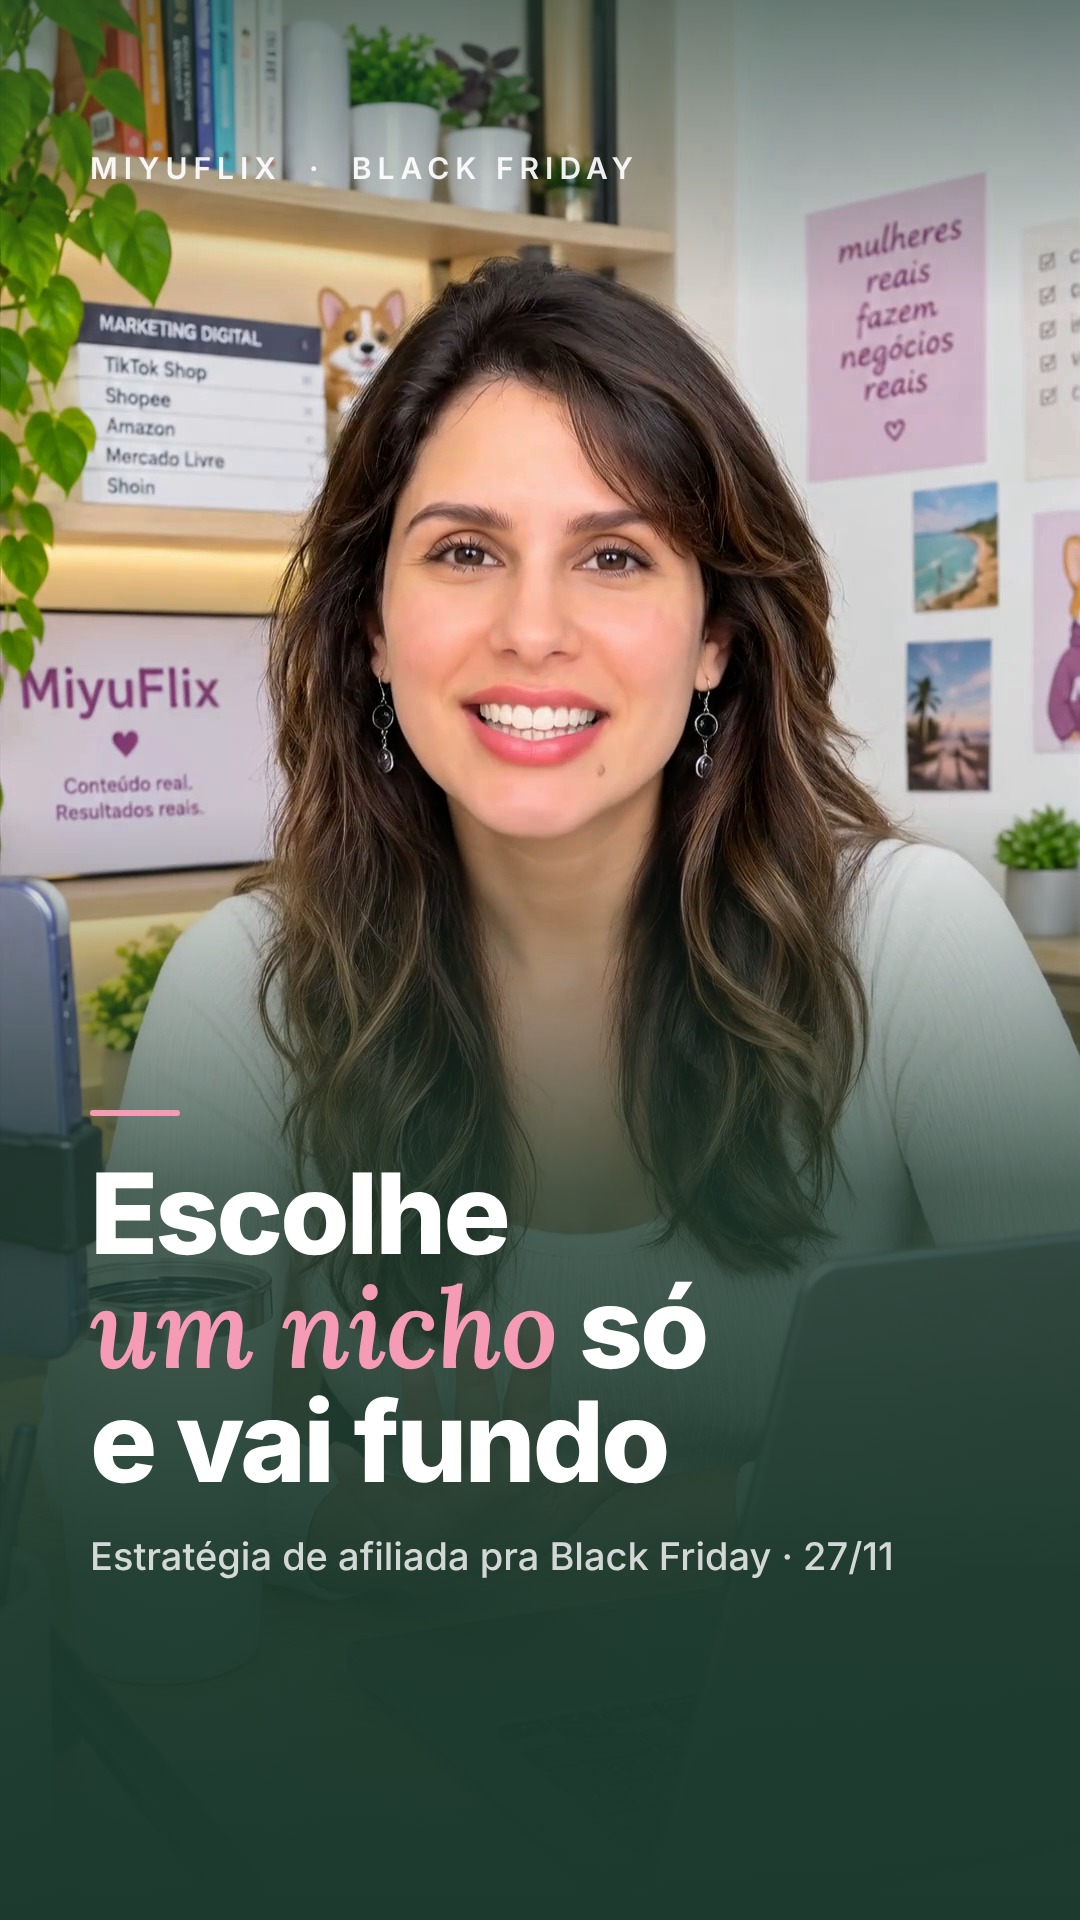 MIYUFLIX · BLACK FRIDAY
mulheres
reais
fazem
negócios
reais
MARKETING DIGITAL
TikTok Shop
Shopee
Amazon
Mercado Livre
Shoin
MiyuFlix
Conteúdo real.
Resultados reais.
Escolhe
um nicho só
e vai fundo
Estratégia de afiliada pra Black Friday · 27/11